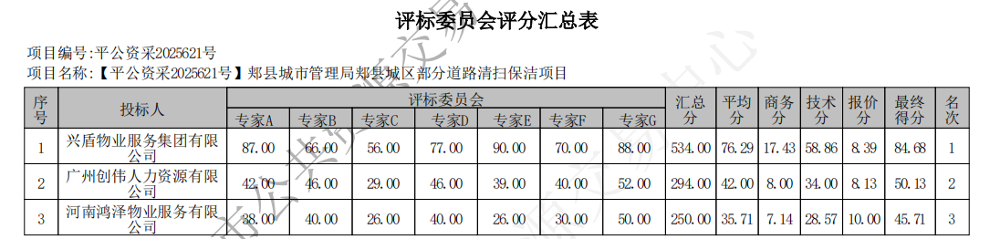 评标委员会评分汇总表
项目编号:平公资采2025621号
项目名称:【平公资采2025621号】郏县城市管理局郏县城区部分道路清扫保洁项目
序号 投标人 评标委员会 汇总分 平均分 商务分 技术分 报价分 最终得分 名次
专家A 专家B 专家C 专家D 专家E 专家F 专家G
1 兴盾物业服务集团有限公司 87.00 66.00 56.00 77.00 90.00 70.00 88.00 534.00 76.29 17.43 58.86 8.39 84.68 1
2 广州创伟人力资源有限公司 42.00 46.00 29.00 46.00 39.00 40.00 52.00 294.00 42.00 8.00 34.00 8.13 50.13 2
3 河南鸿泽物业服务有限公司 38.00 40.00 26.00 40.00 26.00 30.00 50.00 250.00 35.71 7.14 28.57 10.00 45.71 3
市公共资源交易
源交易中心